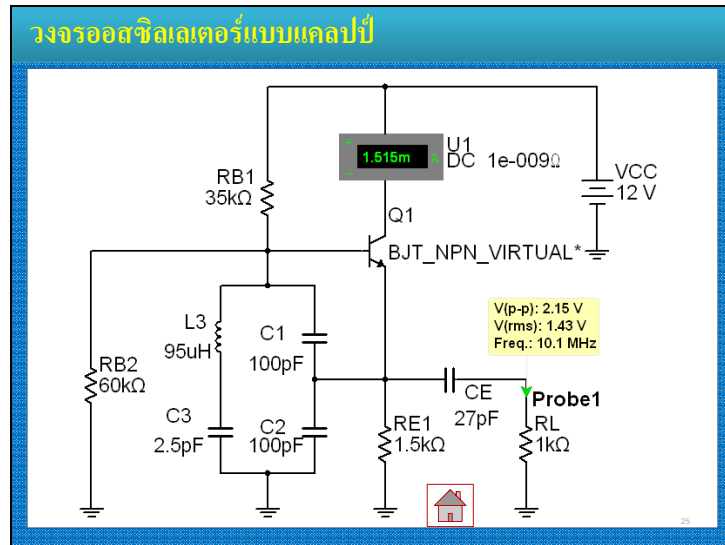 วงจรออสซิลเลเตอร์แบบแคลปป์
+
1.515m
A
-
U1
DC 1e-009Ω
RB1
35kΩ
VCC
12 V
Q1
BJT_NPN_VIRTUAL*
V(p-p): 2.15 V
V(rms): 1.43 V
Freq.: 10.1 MHz
L3
95uH
C1
100pF
RB2
60kΩ
C3
2.5pF
C2
100pF
CE
27pF
Probe1
RE1
1.5kΩ
RL
1kΩ
25